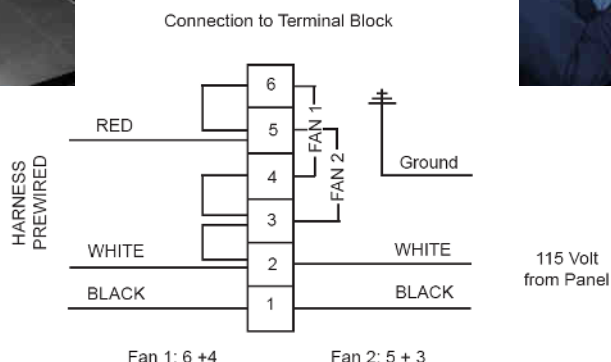 Connection to Terminal Block
6
5
4
3
2
1
RED
WHITE
BLACK
HARNESS
PREWIRED
FAN 1
FAN 2
Ground
WHITE
BLACK
115 Volt
from Panel
Fan 1: 6 +4
Fan 2: 5 + 3